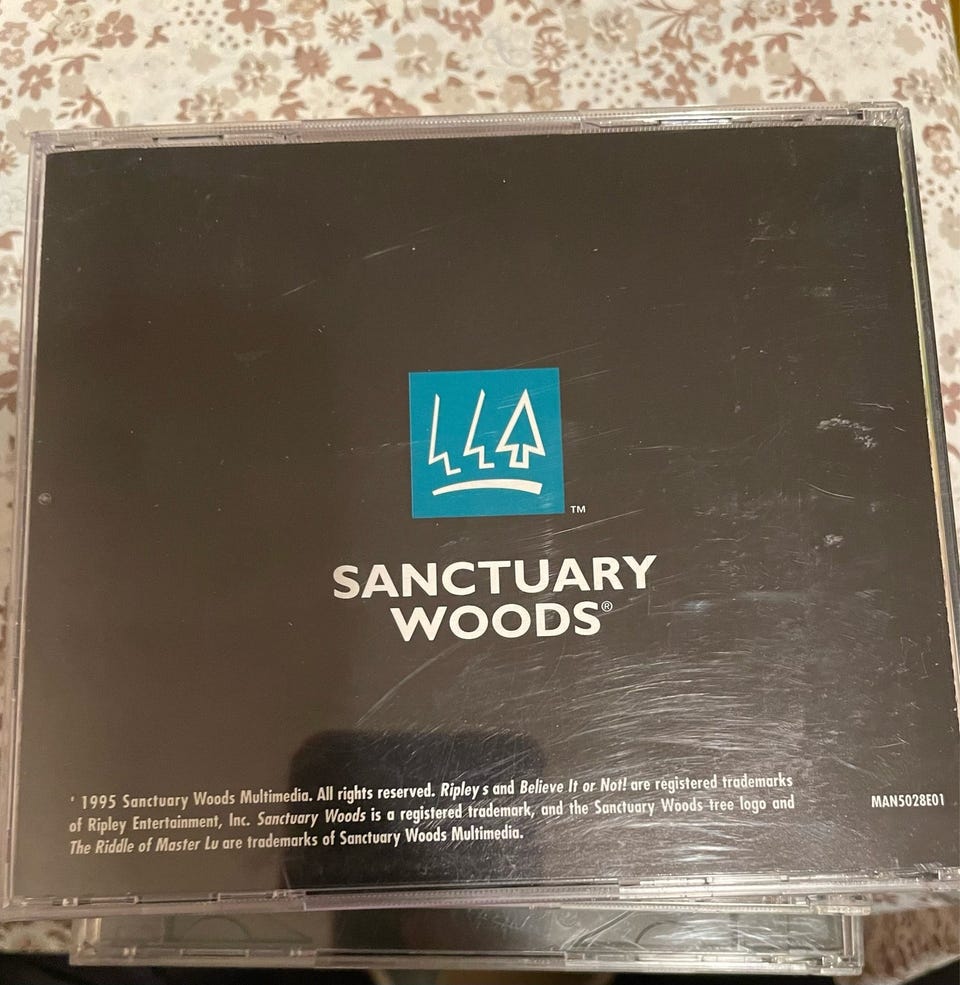 TM
SANCTUARY
WOODS®
' 1995 Sanctuary Woods Multimedia. All rights reserved. Ripley s and Believe It or Not! are registered trademarks
of Ripley Entertainment, Inc. Sanctuary Woods is a registered trademark, and the Sanctuary Woods tree logo and
The Riddle of Master Lu are trademarks of Sanctuary Woods Multimedia.
MAN5028E01